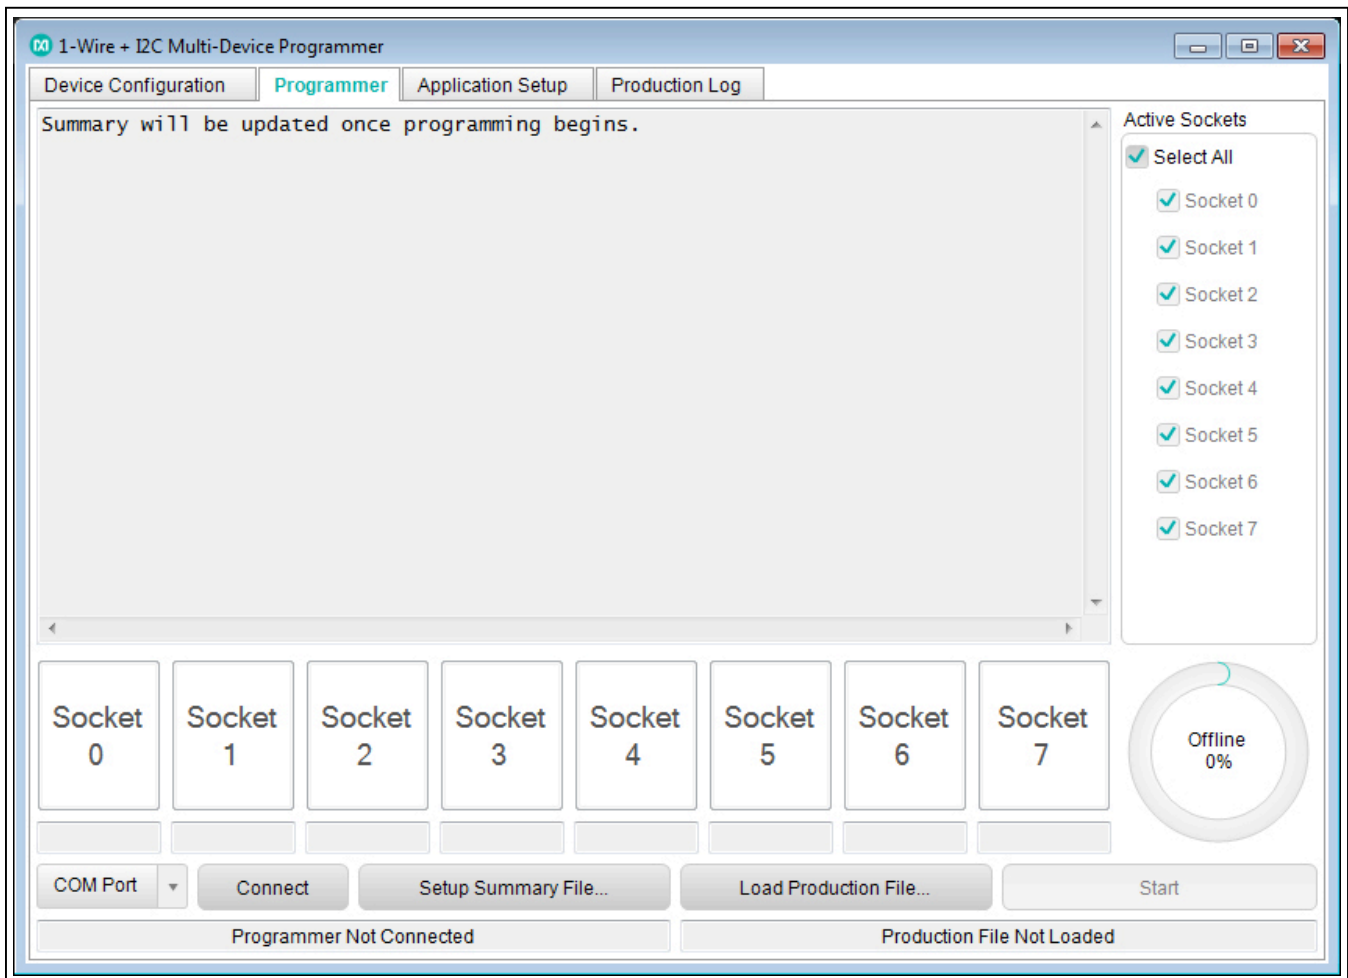 1-Wire + I2C Multi-Device Programmer
Device Configuration
Programmer
Application Setup
Production Log
Summary will be updated once programming begins.
Active Sockets
Select All
Socket 0
Socket 1
Socket 2
Socket 3
Socket 4
Socket 5
Socket 6
Socket 7
Socket
0
Socket
1
Socket
2
Socket
3
Socket
4
Socket
5
Socket
6
Socket
7
Offline
0%
COM Port
Connect
Setup Summary File...
Load Production File...
Start
Programmer Not Connected
Production File Not Loaded